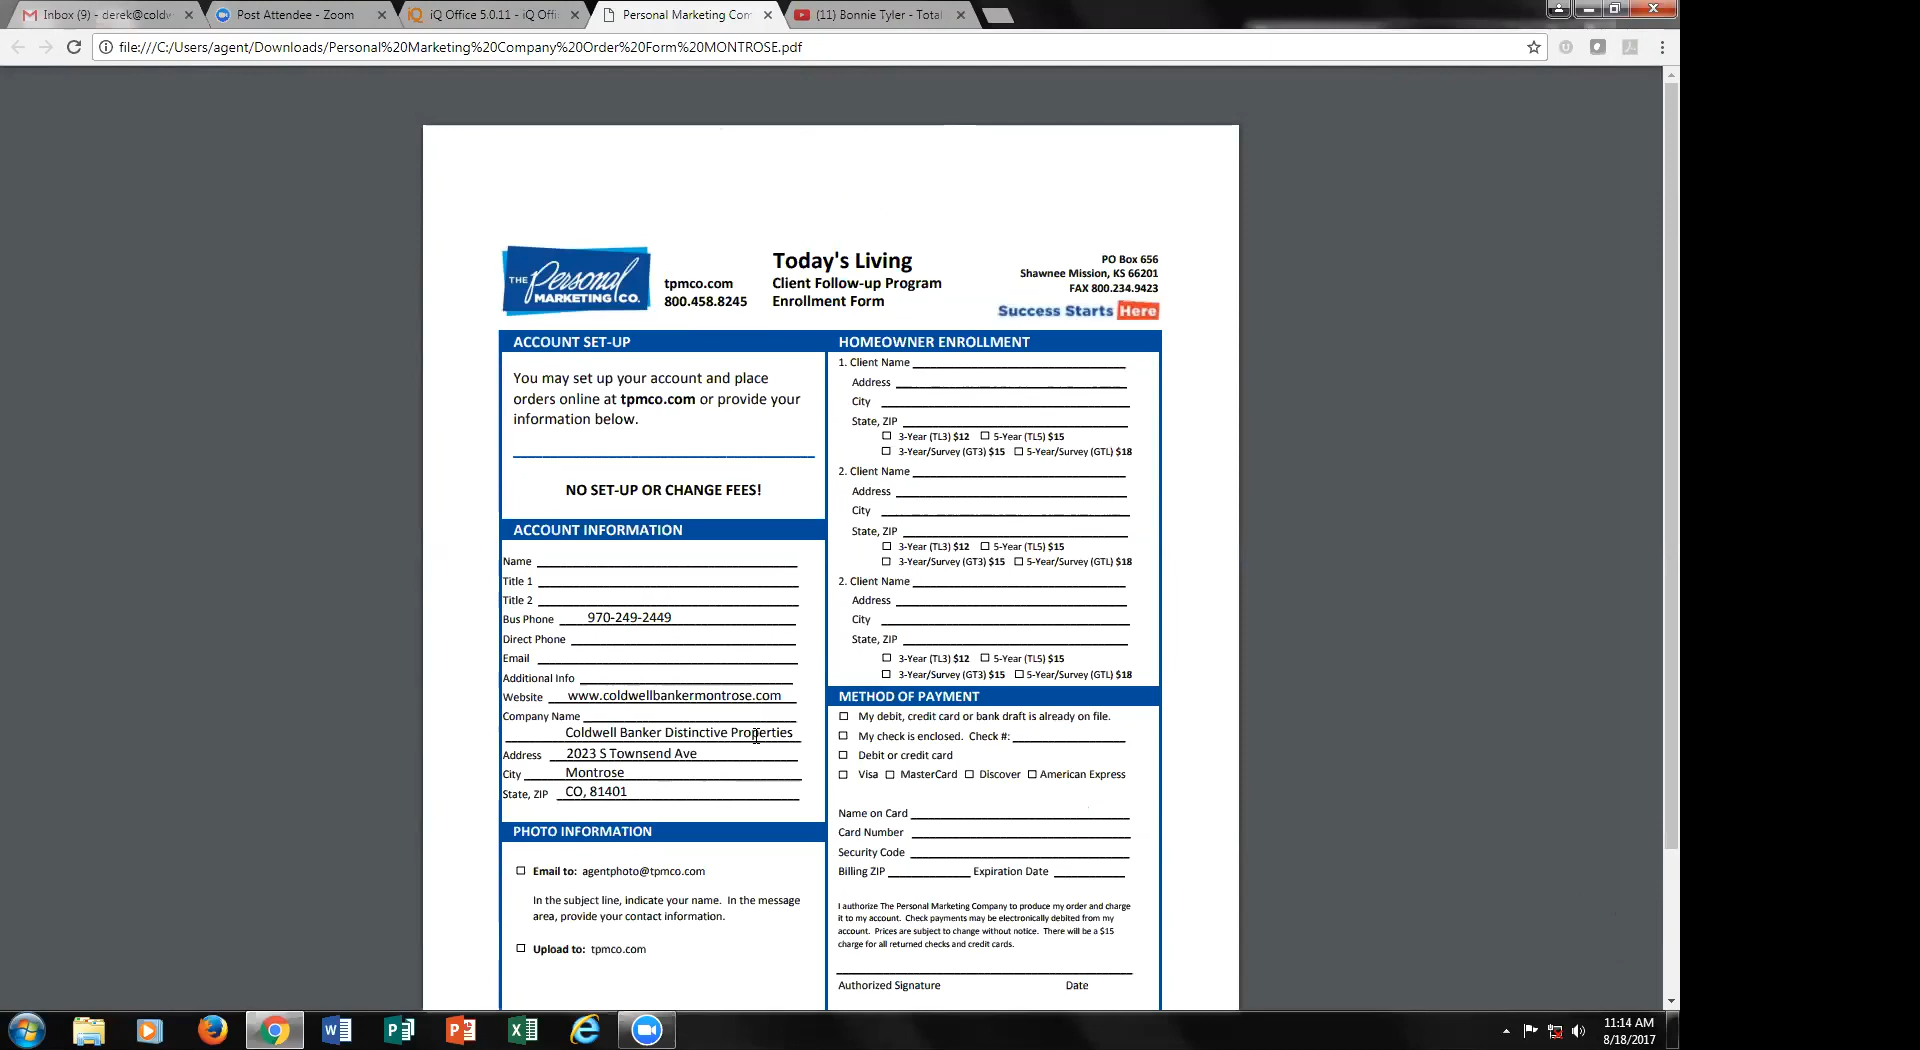 Inbox (9) - derek@coldw
Post Attendee - Zoom
iQ Office 5.0.11 - iQ Offi
Personal Marketing Com
(11) Bonnie Tyler - Total
file:///C:/Users/agent/Downloads/Personal%20Marketing%20Company%20Order%20Form%20MONTROSE.pdf
THE Personal
MARKETING CO.
tpmco.com
800.458.8245
Today's Living
Client Follow-up Program
Enrollment Form
PO Box 656
Shawnee Mission, KS 66201
FAX 800.234.9423
Success Starts Here
ACCOUNT SET-UP
You may set up your account and place
orders online at tpmco.com or provide your
information below.
NO SET-UP OR CHANGE FEES!
ACCOUNT INFORMATION
Name
Title 1
Title 2
Bus Phone 970-249-2449
Direct Phone
Email
Additional Info
Website www.coldwellbankermontrose.com
Company Name
Coldwell Banker Distinctive Properties
Address 2023 S Townsend Ave
City Montrose
State, ZIP CO, 81401
PHOTO INFORMATION
Email to: agentphoto@tpmco.com
In the subject line, indicate your name. In the message
area, provide your contact information.
Upload to: tpmco.com
HOMEOWNER ENROLLMENT
1. Client Name
Address
City
State, ZIP
3-Year (TL3) $12 5-Year (TL5) $15
3-Year/Survey (GT3) $15 5-Year/Survey (GTL) $18
2. Client Name
Address
City
State, ZIP
3-Year (TL3) $12 5-Year (TL5) $15
3-Year/Survey (GT3) $15 5-Year/Survey (GTL) $18
2. Client Name
Address
City
State, ZIP
3-Year (TL3) $12 5-Year (TL5) $15
3-Year/Survey (GT3) $15 5-Year/Survey (GTL) $18
METHOD OF PAYMENT
My debit, credit card or bank draft is already on file.
My check is enclosed. Check #:
Debit or credit card
Visa MasterCard Discover American Express
Name on Card
Card Number
Security Code
Billing ZIP Expiration Date
I authorize The Personal Marketing Company to produce my order and charge
it to my account. Check payments may be electronically debited from my
account. Prices are subject to change without notice. There will be a $15
charge for all returned checks and credit cards.
Authorized Signature Date
11:14 AM
8/18/2017